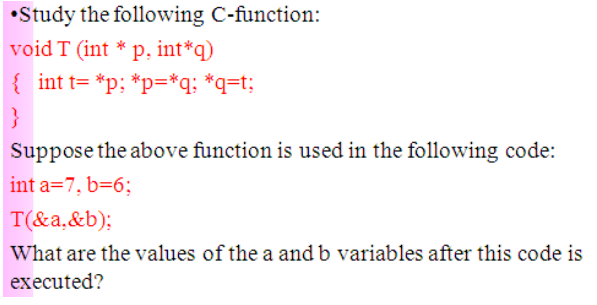 •Study the following C-function:
void T (int * p, int*q)
{ int t= *p; *p=*q; *q=t;
}
Suppose the above function is used in the following code:
int a=7, b=6;
T(&a,&b);
What are the values of the a and b variables after this code is
executed?